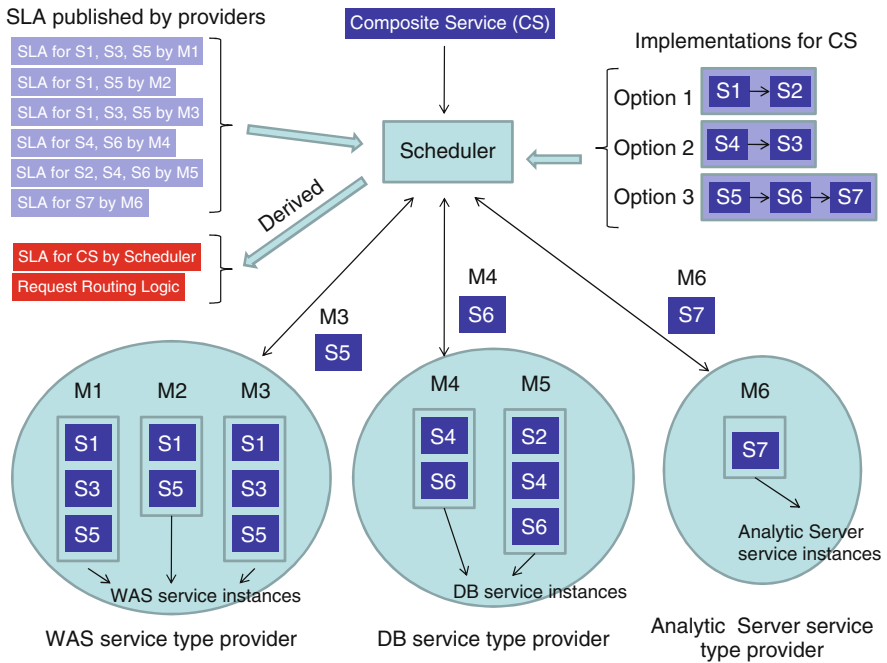 SLA published by providers
SLA for S1, S3, S5 by M1
SLA for S1, S5 by M2
SLA for S1, S3, S5 by M3
SLA for S4, S6 by M4
SLA for S2, S4, S6 by M5
SLA for S7 by M6
Composite Service (CS)
Scheduler
Implementations for CS
Option 1
S1
S2
Option 2
S4
S3
Option 3
S5
S6
S7
Derived
SLA for CS by Scheduler
Request Routing Logic
M3
S5
M4
S6
M6
S7
M1
S1
S3
S5
M2
S1
S5
M3
S1
S3
S5
WAS service instances
WAS service type provider
M4
S4
S6
M5
S2
S4
S6
DB service instances
DB service type provider
M6
S7
Analytic Server
service instances
Analytic Server service
type provider